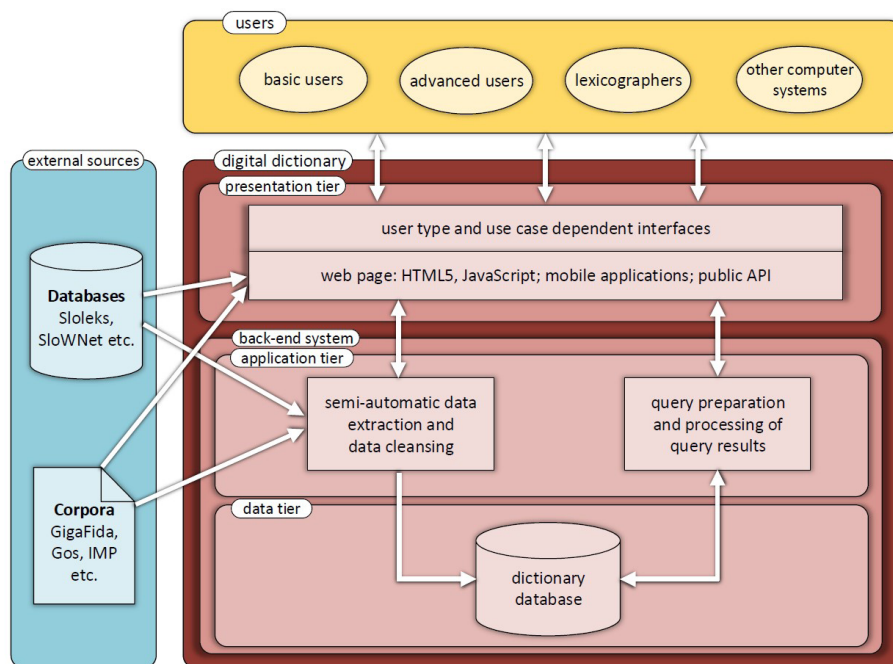 users
basic users
advanced users
lexicographers
other computer
systems
external sources
Databases
Sloleks,
SloWNet etc.
Corpora
GigaFida,
Gos, IMP
etc.
digital dictionary
presentation tier
user type and use case dependent interfaces
web page: HTML5, JavaScript; mobile applications; public API
back-end system
application tier
semi-automatic data
extraction and
data cleansing
query preparation
and processing of
query results
data tier
dictionary
database